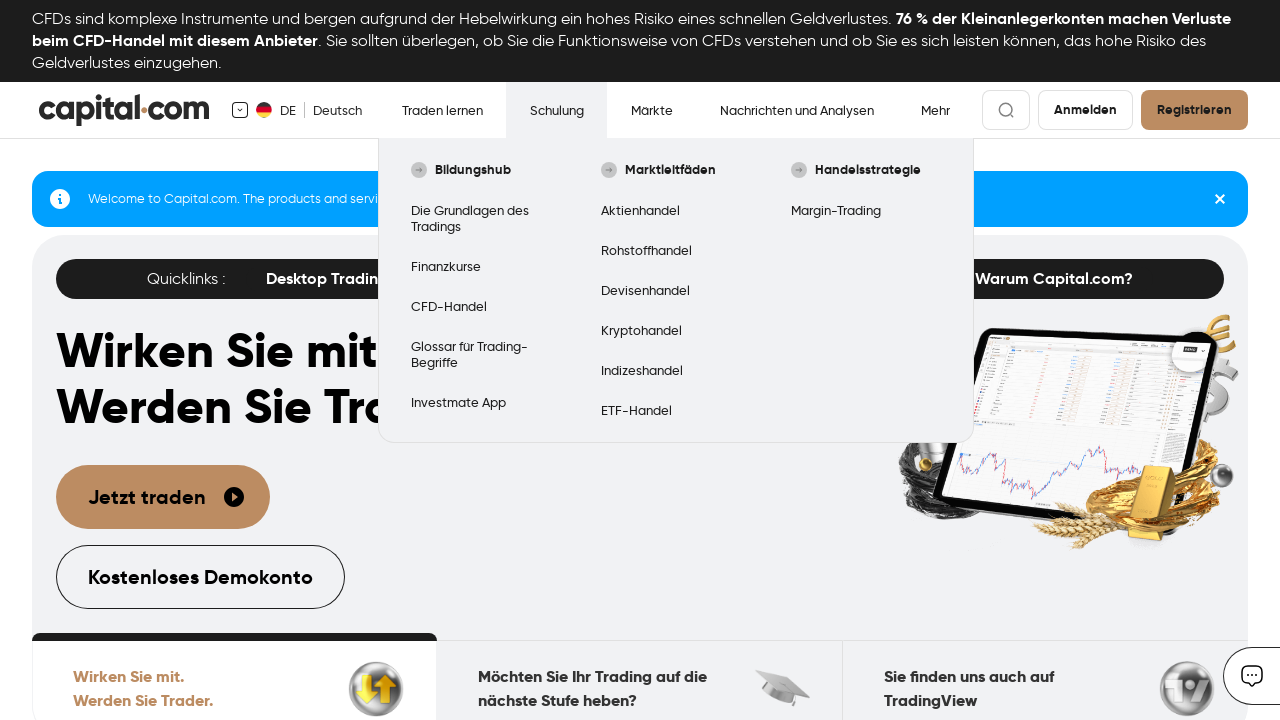 CFDs sind komplexe Instrumente und bergen aufgrund der Hebelwirkung ein hohes Risiko eines schnellen Geldverlustes. 76 % der Kleinanlegerkonten machen Verluste
beim CFD-Handel mit diesem Anbieter. Sie sollten überlegen, ob Sie die Funktionsweise von CFDs verstehen und ob Sie es sich leisten können, das hohe Risiko des
Geldverlustes einzugehen.
capital.com
DE
Deutsch
Traden lernen
Schulung
Märkte
Nachrichten und Analysen
Mehr
Anmelden
Registrieren
Bildungshub
Die Grundlagen des
Tradings
Finanzkurse
CFD-Handel
Glossar für Trading-
Begriffe
Investmate App
Marktleitfäden
Aktienhandel
Rohstoffhandel
Devisenhandel
Kryptohandel
Indizeshandel
ETF-Handel
Handelsstrategie
Margin-Trading
Welcome to Capital.com. The products and servi
Quicklinks :
Desktop Tradin
Warum Capital.com?
Wirken Sie mit
Werden Sie Tra
Jetzt traden
Kostenloses Demokonto
Wirken Sie mit.
Werden Sie Trader.
Möchten Sie Ihr Trading auf die
nächste Stufe heben?
Sie finden uns auch auf
TradingView